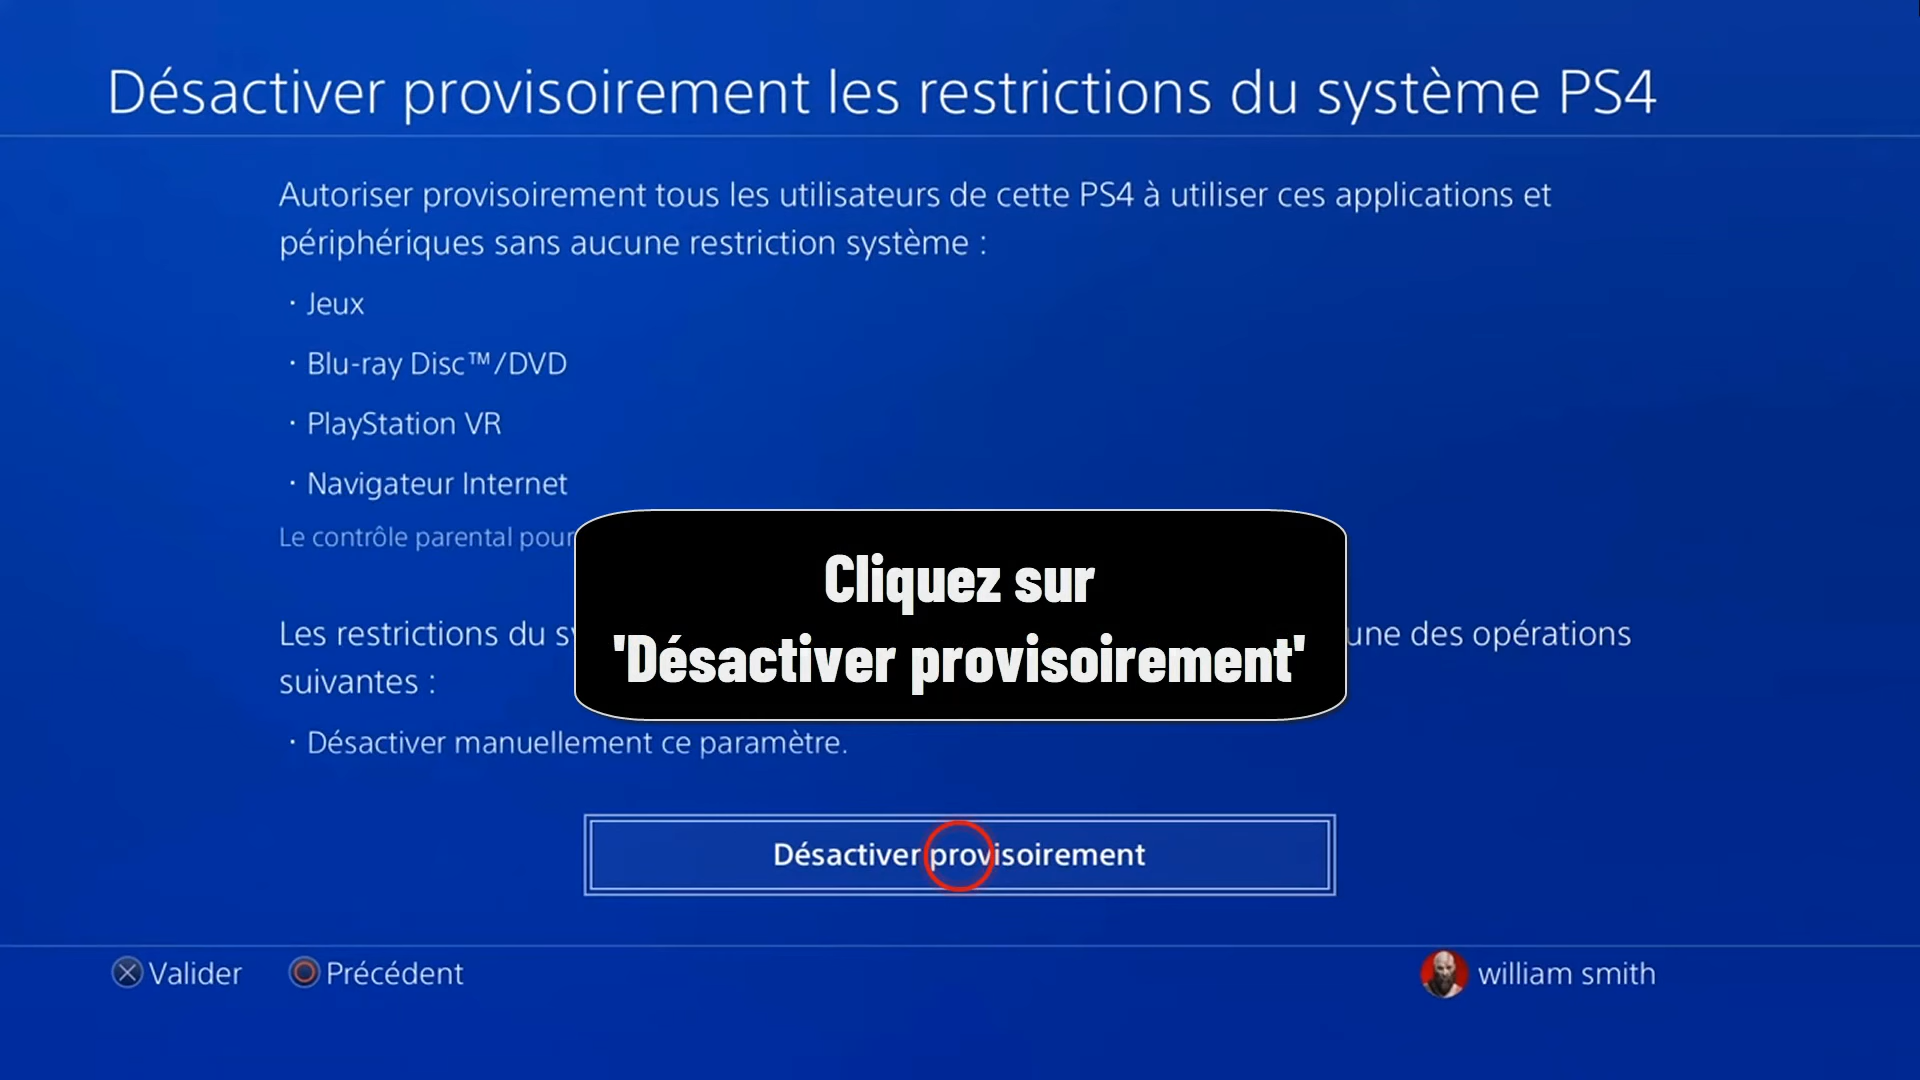 Désactiver provisoirement les restrictions du système PS4
Autoriser provisoirement tous les utilisateurs de cette PS4 à utiliser ces applications et
périphériques sans aucune restriction système :
· Jeux
· Blu-ray Disc™/DVD
· PlayStation VR
· Navigateur Internet
Le contrôle parental pour
Cliquez sur
'Désactiver provisoirement'
Les restrictions du une des opérations
suivantes :
· Désactiver manuellement ce paramètre.
Désactiver provisoirement
Valider Précédent william smith